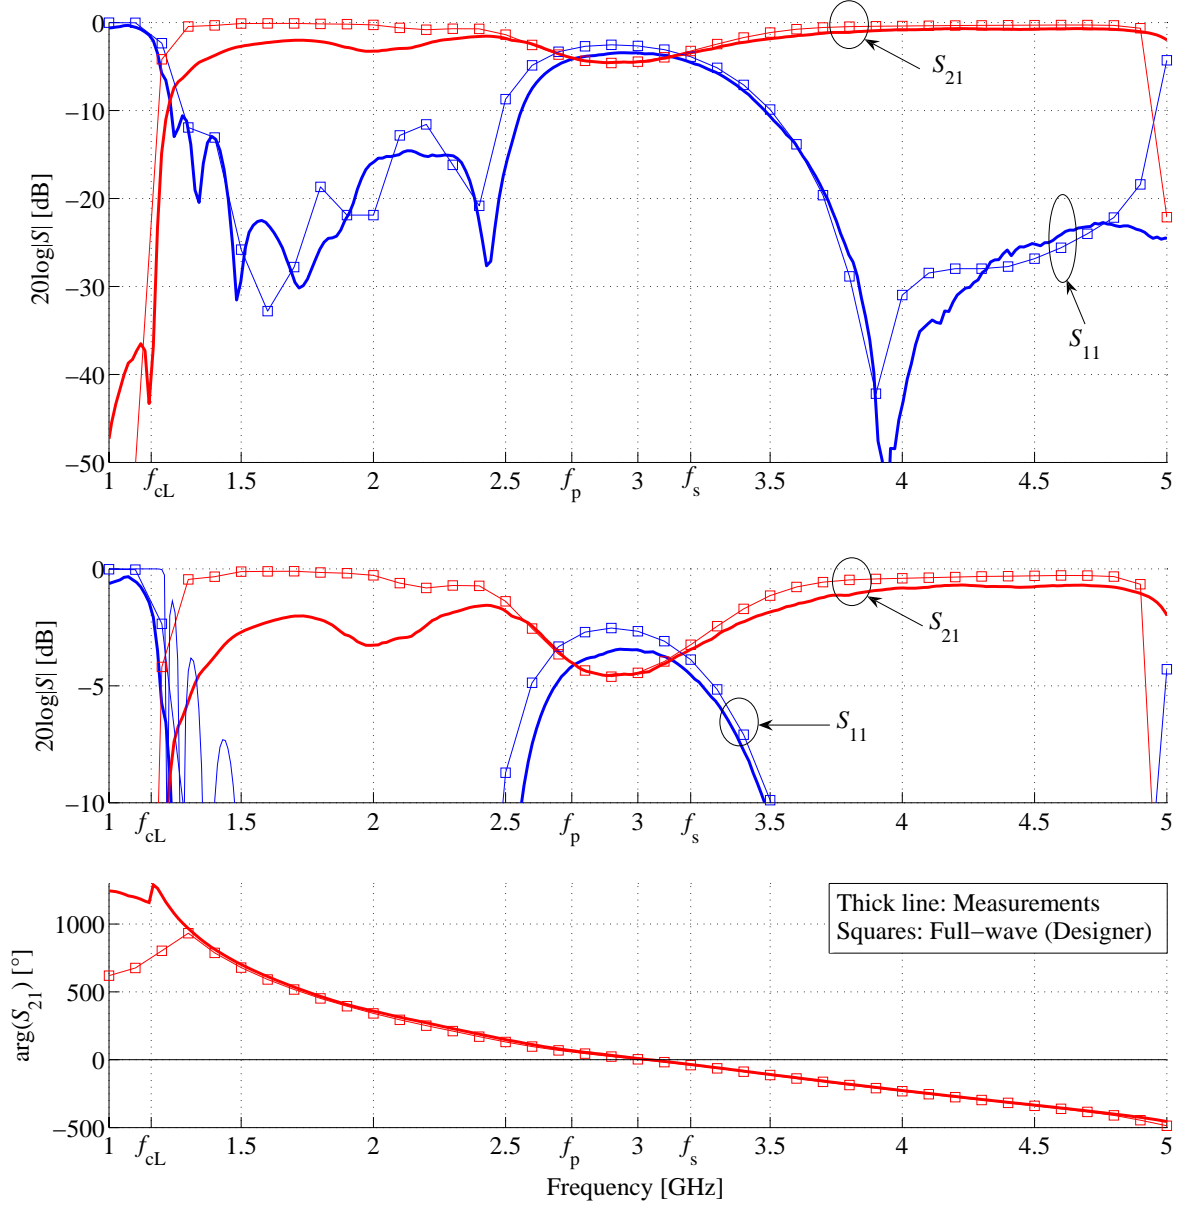 0
−10
−20
−30
−40
−50
20log|S| [dB]
S21
S11
1 fcL 1.5 2 2.5 fp 3 fs 3.5 4 4.5 5
0
−5
−10
20log|S| [dB]
S21
S11
1 fcL 1.5 2 2.5 fp 3 fs 3.5 4 4.5 5
1000
500
0
−500
arg(S21) [°]
Thick line: Measurements
Squares: Full−wave (Designer)
1 fcL 1.5 2 2.5 fp 3 fs 3.5 4 4.5 5
Frequency [GHz]